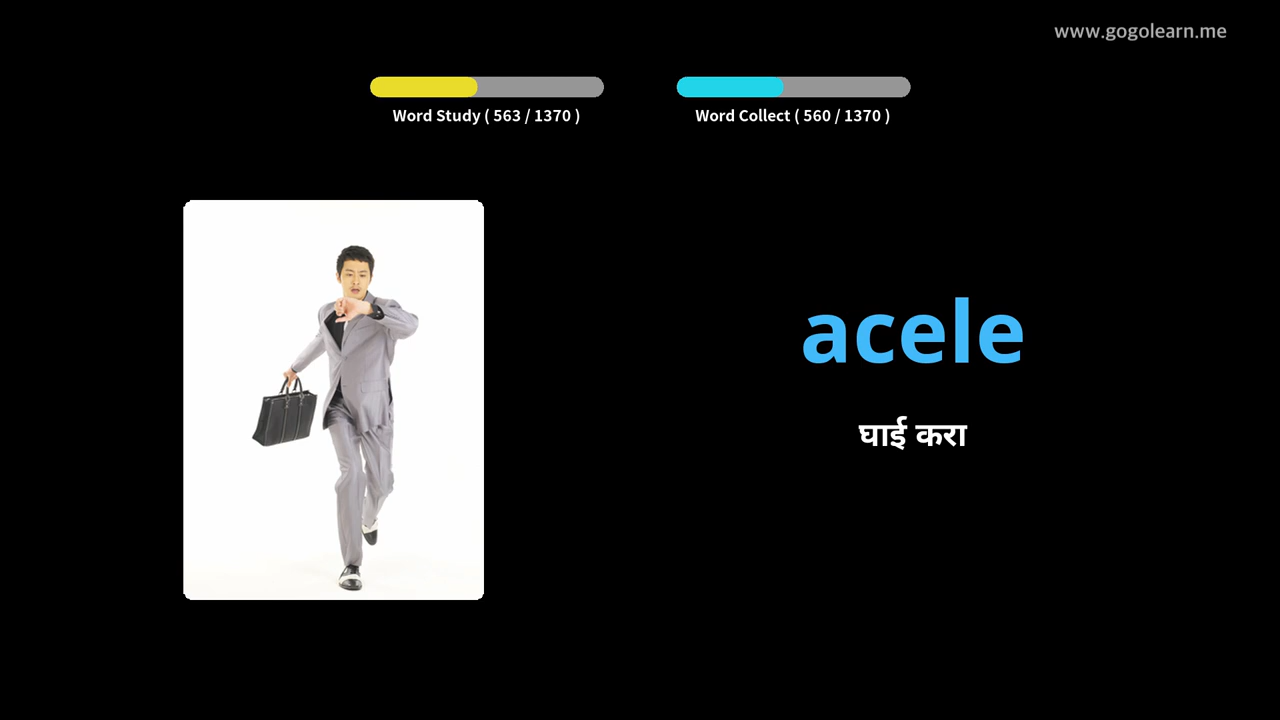 www.gogolearn.me
Word Study ( 563 / 1370 )
Word Collect ( 560 / 1370 )
acele
घाई करा